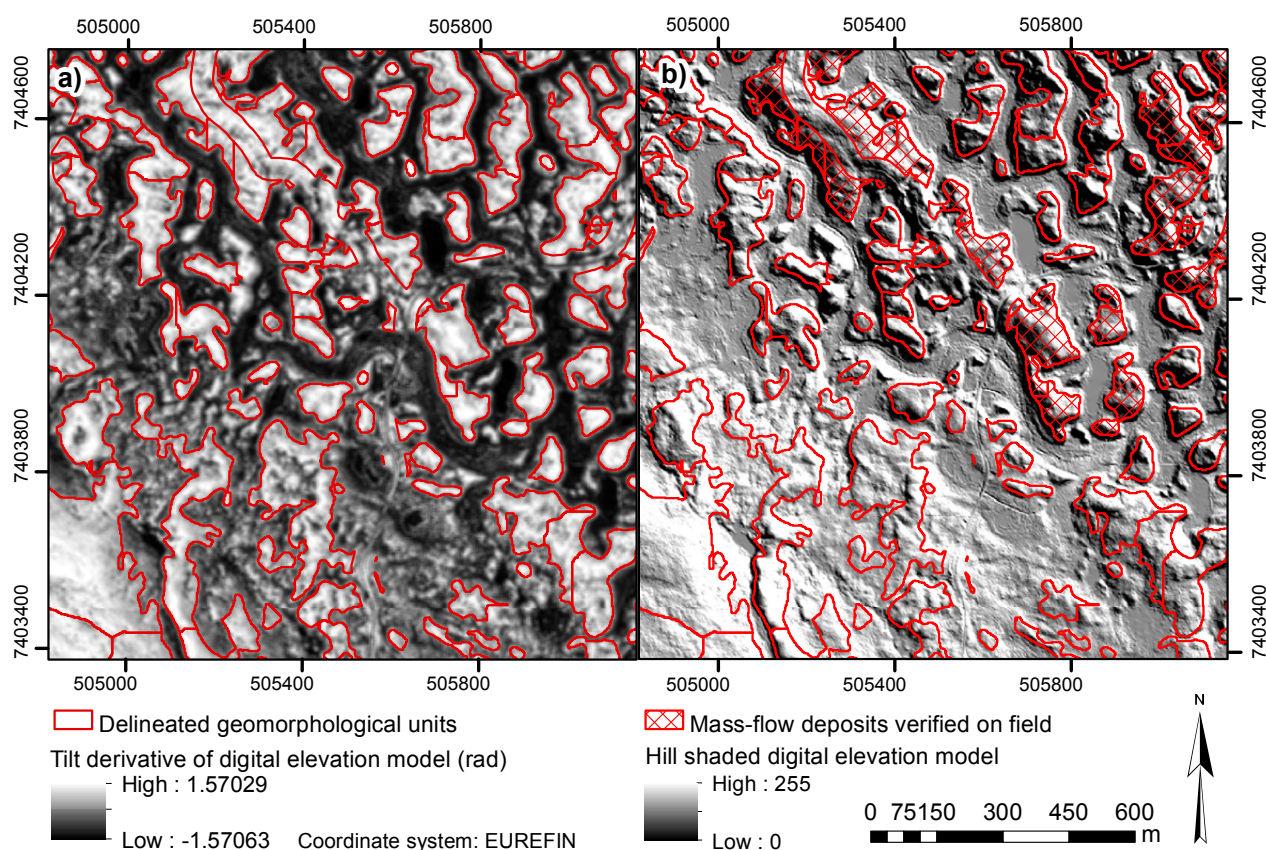 505000 505400 505800 505000 505400 505800
a) b)
7404600 7404600
7404200 7404200
7403800 7403800
7403400 7403400
505000 505400 505800 505000 505400 505800
Delineated geomorphological units
Tilt derivative of digital elevation model (rad)
High : 1.57029
Low : -1.57063
Coordinate system: EUREFIN
Mass-flow deposits verified on field
Hill shaded digital elevation model
High : 255
Low : 0
0 75150 300 450 600
m
N